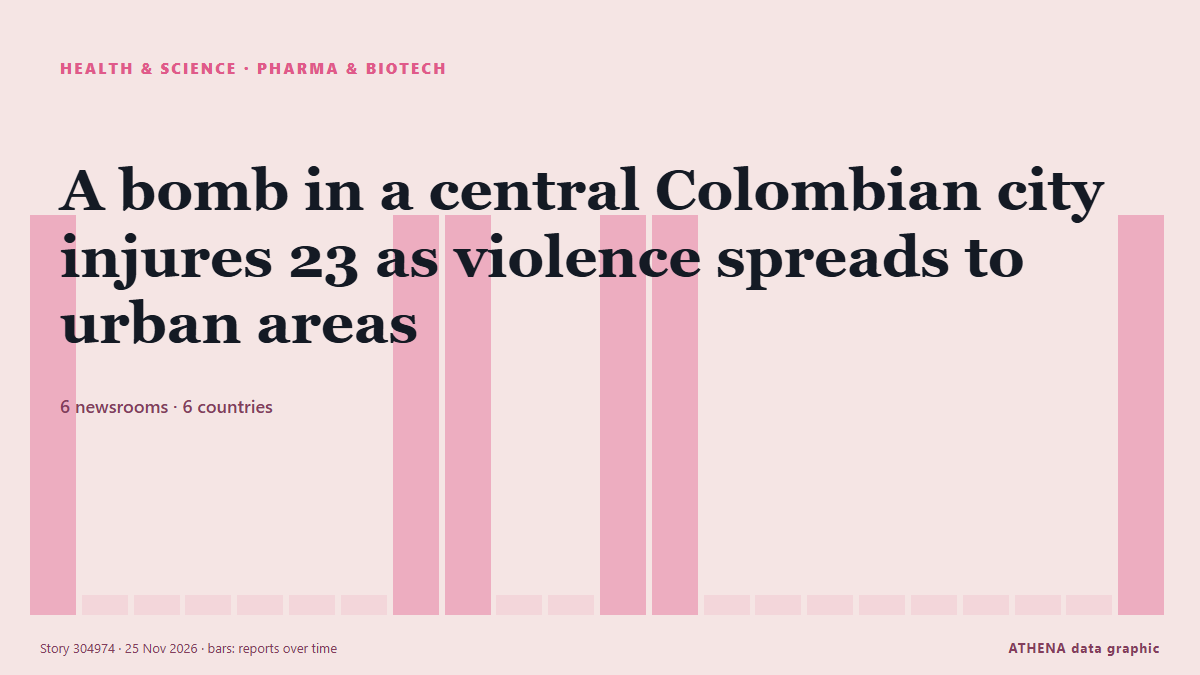 HEALTH & SCIENCE · PHARMA & BIOTECH
A bomb in a central Colombian city
injures 23 as violence spreads to
urban areas
6 newsrooms · 6 countries
Story 304974 · 25 Nov 2026 · bars: reports over time
ATHENA data graphic